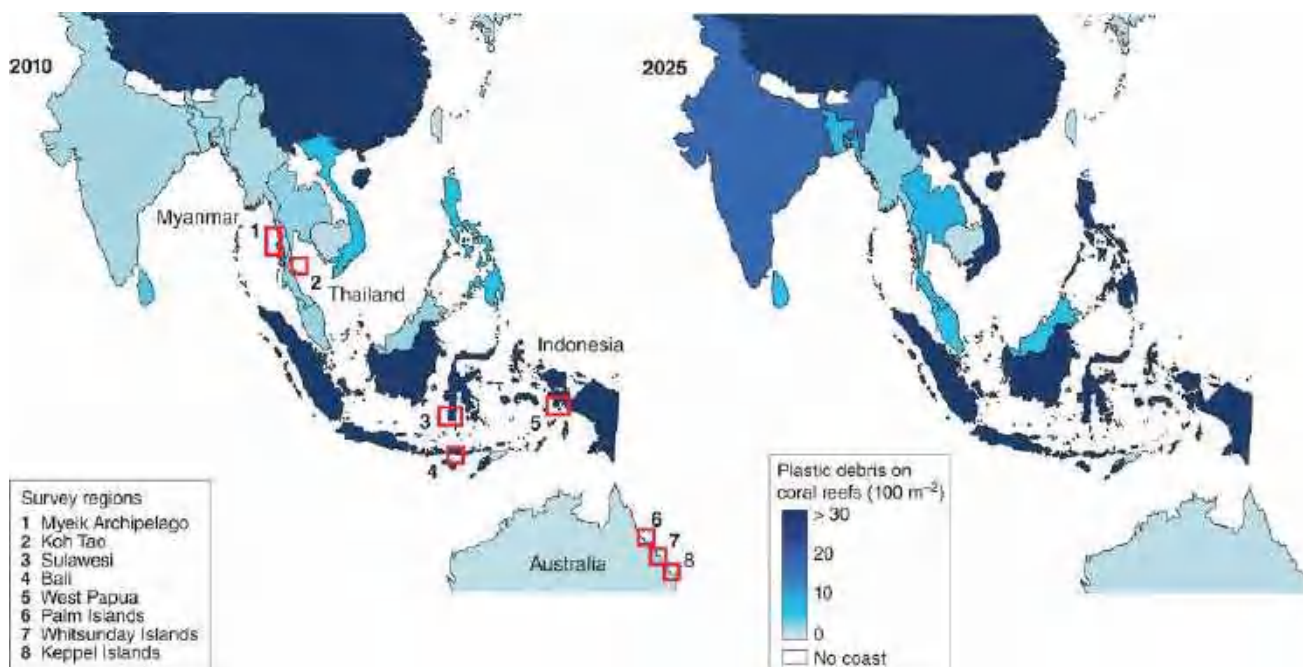 2010
2025
Myanmar
1
2
Thailand
Indonesia
3
5
4
6
7
Australia
8
Survey regions
1 Myeik Archipelago
2 Koh Tao
3 Sulawesi
4 Bali
5 West Papua
6 Palm Islands
7 Whitsunday Islands
8 Keppel Islands
Plastic debris on
coral reefs (100 m⁻²)
> 30
20
10
0
No coast